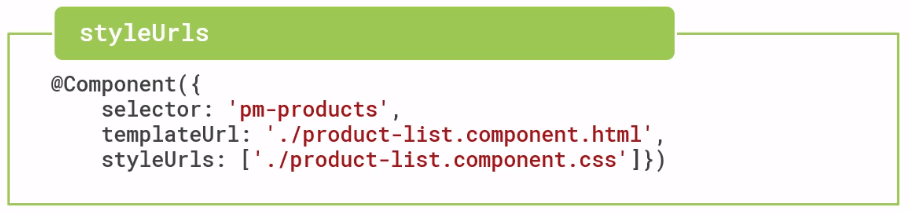 styleUrls
@Component({
    selector: 'pm-products',
    templateUrl: './product-list.component.html',
    styleUrls: ['./product-list.component.css']})